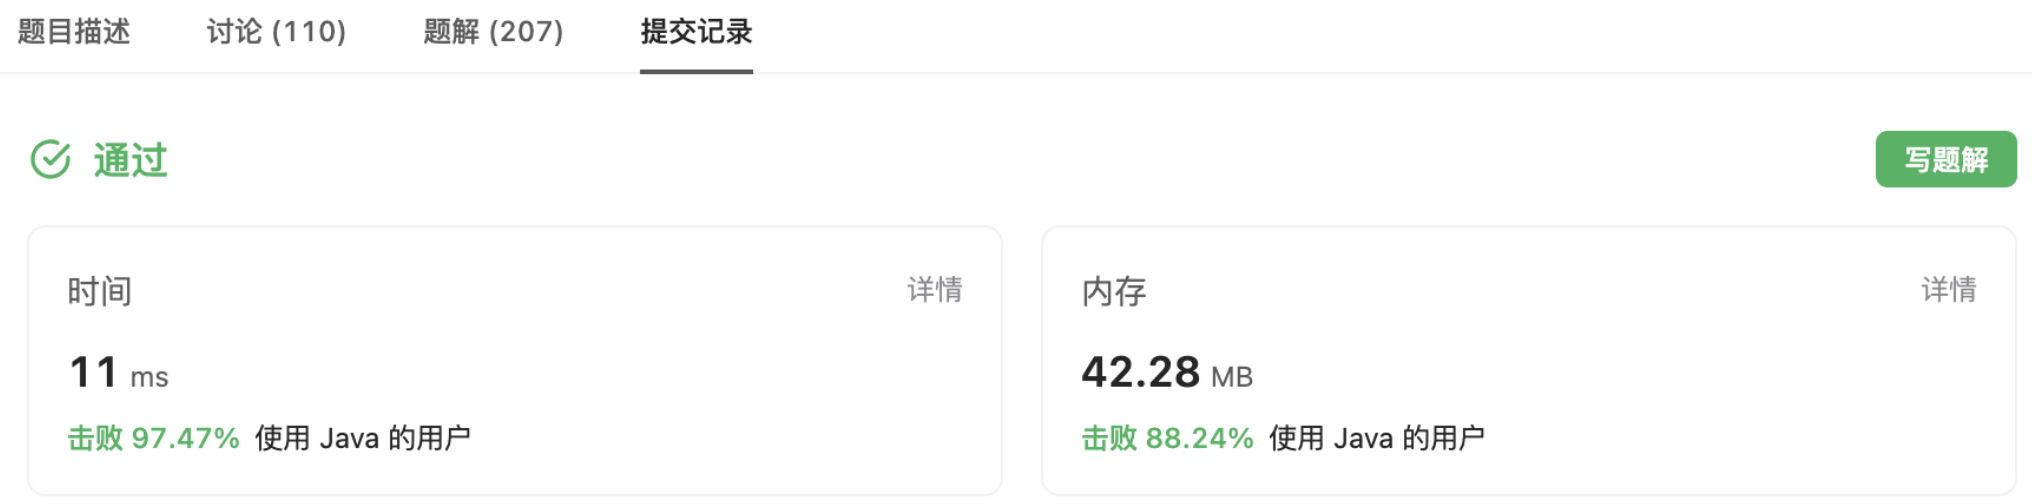 题目描述 讨论 (110) 题解 (207) 提交记录
通过 写题解
时间 详情 内存 详情
11 ms 42.28 MB
击败 97.47% 使用 Java 的用户 击败 88.24% 使用 Java 的用户